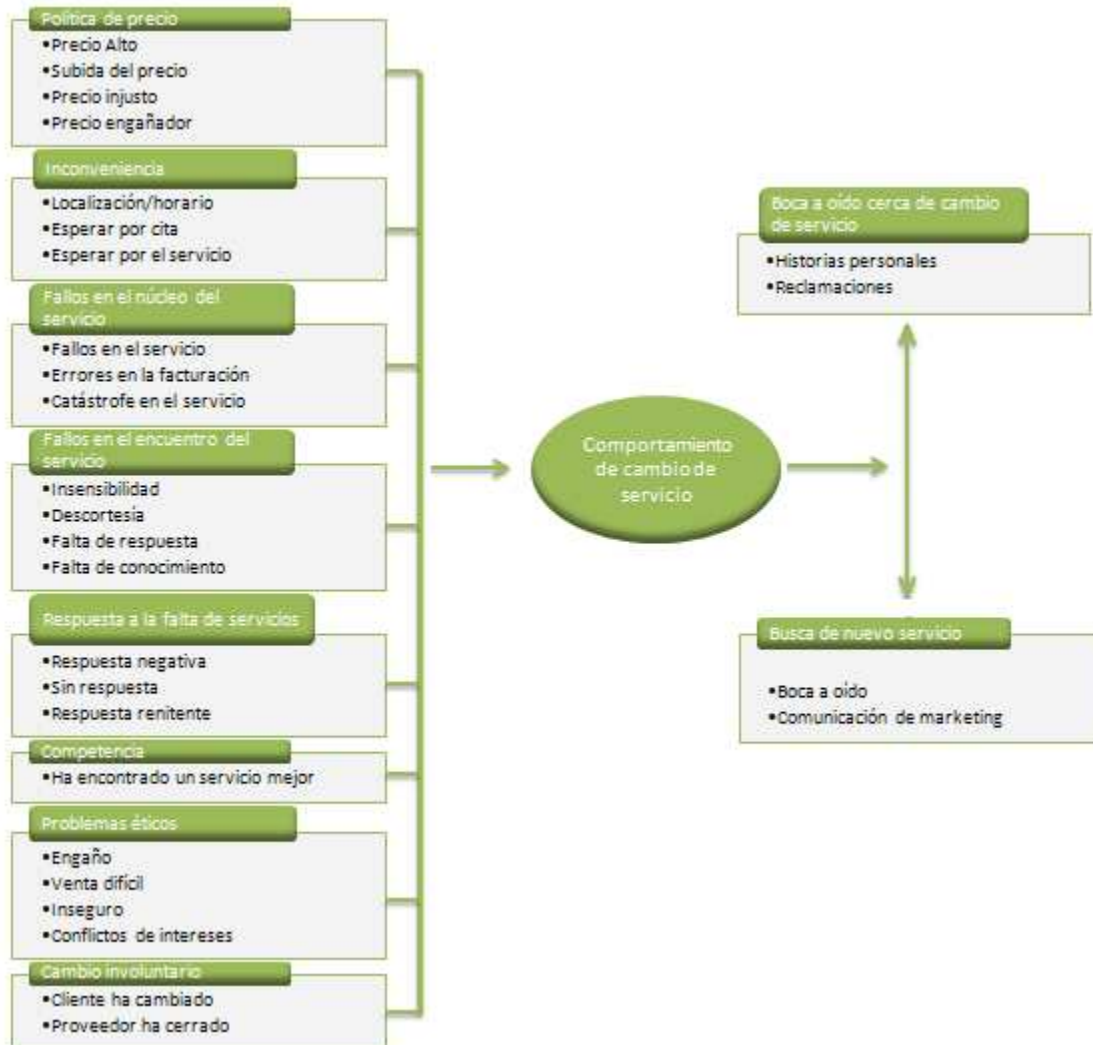 Política de precio
•Precio Alto
•Subida del precio
•Precio injusto
•Precio engañador
Inconveniencia
•Localización/horario
•Esperar por cita
•Esperar por el servicio
Fallos en el núcleo del
servicio
•Fallos en el servicio
•Errores en la facturación
•Catástrofe en el servicio
Fallos en el encuentro del
servicio
•Insensibilidad
•Descortesía
•Falta de respuesta
•Falta de conocimiento
Respuesta a la falta de servicios
•Respuesta negativa
•Sin respuesta
•Respuesta renitente
Competencia
•Ha encontrado un servicio mejor
Problemas éticos
•Engaño
•Venta difícil
•Inseguro
•Conflictos de intereses
Cambio involuntario
•Cliente ha cambiado
•Proveedor ha cerrado
Comportamiento
de cambio de
servicio
Boca a oído cerca de cambio
de servicio
•Historias personales
•Reclamaciones
Busca de nuevo servicio
•Boca a oído
•Comunicación de marketing